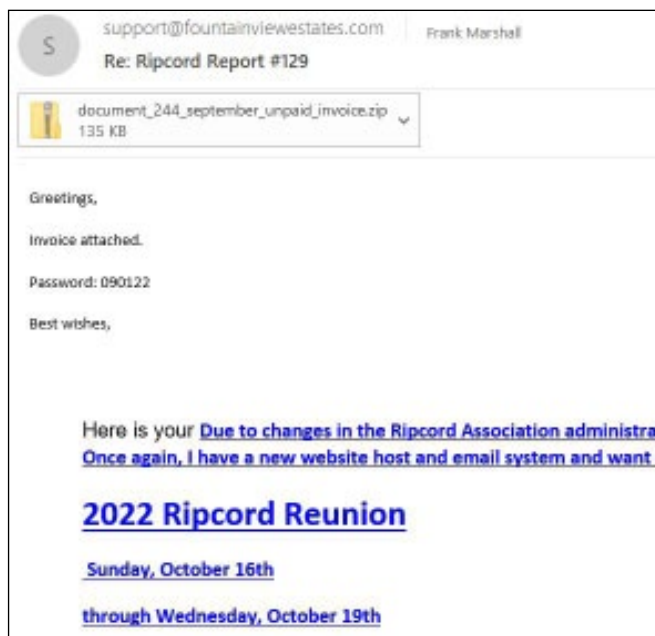 S
support@fountainviewestates.com Frank Marshall
Re: Ripcord Report #129
document_244_september_unpaid_invoice.zip
135 KB
Greetings,
Invoice attached.
Password: 090122
Best wishes,
Here is your Due to changes in the Ripcord Association administra
Once again, I have a new website host and email system and want
2022 Ripcord Reunion
Sunday, October 16th
through Wednesday, October 19th